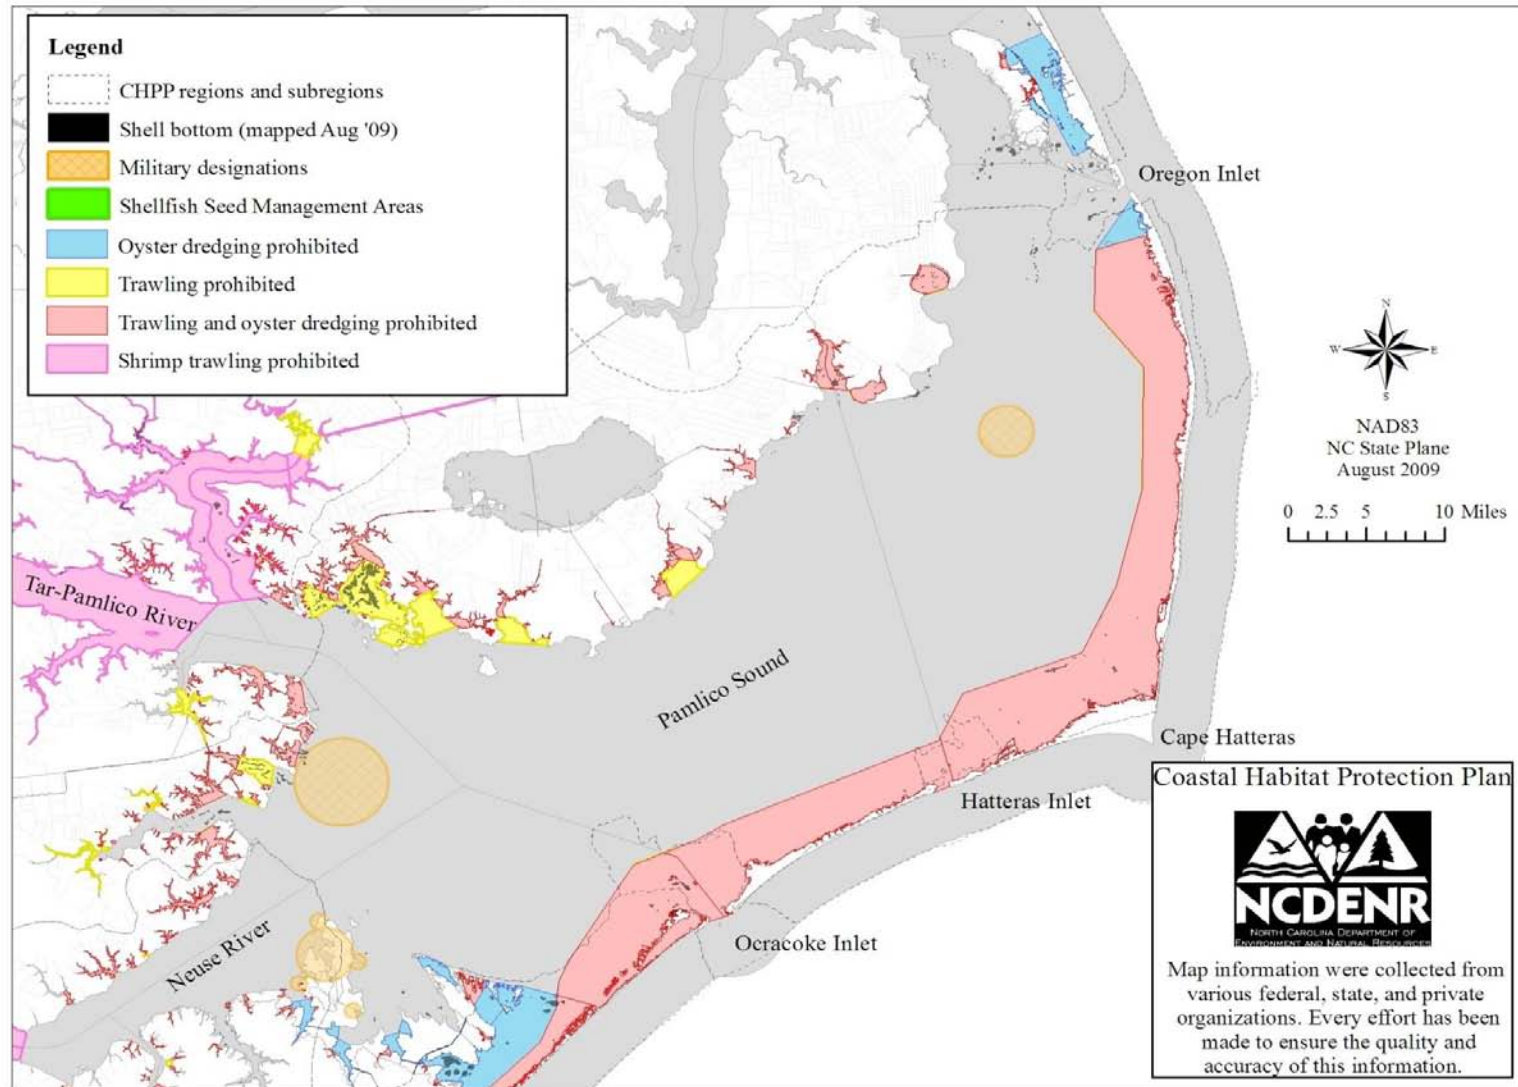 Legend
CHPP regions and subregions
Shell bottom (mapped Aug '09)
Military designations
Shellfish Seed Management Areas
Oyster dredging prohibited
Trawling prohibited
Trawling and oyster dredging prohibited
Shrimp trawling prohibited
Oregon Inlet
N
W E
S
NAD83
NC State Plane
August 2009
0 2.5 5 10 Miles
Tar-Pamlico River
Pamlico Sound
Cape Hatteras
Hatteras Inlet
Ocracoke Inlet
Neuse River
Coastal Habitat Protection Plan
NCDENR
NORTH CAROLINA DEPARTMENT OF
ENVIRONMENT AND NATURAL RESOURCES
Map information were collected from
various federal, state, and private
organizations. Every effort has been
made to ensure the quality and
accuracy of this information.